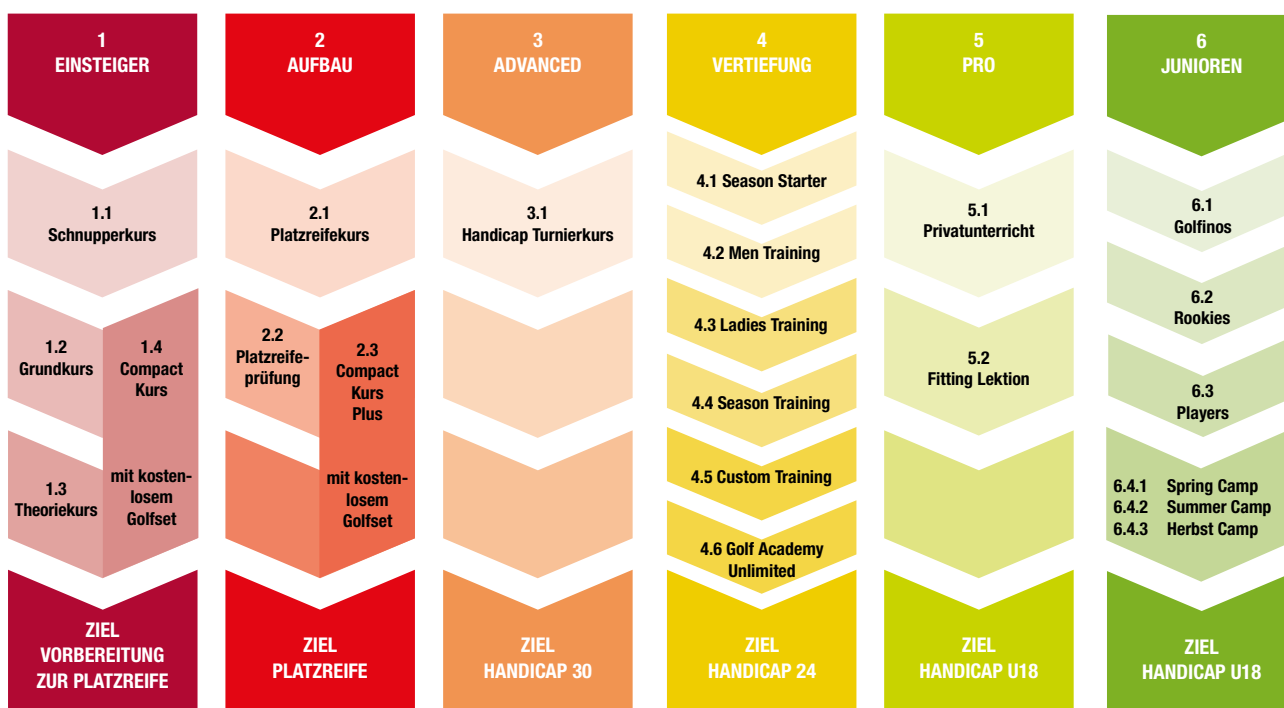 1
EINSTEIGER
1.1
Schnupperkurs
1.2
Grundkurs
1.3
Theoriekurs
1.4
Compact
Kurs
mit kosten-
losem
Golfset
ZIEL
VORBEREITUNG
ZUR PLATZREIFE
2
AUFBAU
2.1
Platzreifekurs
2.2
Platzreife-
prüfung
2.3
Compact
Kurs
Plus
mit kosten-
losem
Golfset
ZIEL
PLATZREIFE
3
ADVANCED
3.1
Handicap Turnierkurs
ZIEL
HANDICAP 30
4
VERTIEFUNG
4.1 Season Starter
4.2 Men Training
4.3 Ladies Training
4.4 Season Training
4.5 Custom Training
4.6 Golf Academy
Unlimited
ZIEL
HANDICAP 24
5
PRO
5.1
Privatunterricht
5.2
Fitting Lektion
ZIEL
HANDICAP U18
6
JUNIOREN
6.1
Golfinos
6.2
Rookies
6.3
Players
6.4.1 Spring Camp
6.4.2 Summer Camp
6.4.3 Herbst Camp
ZIEL
HANDICAP U18